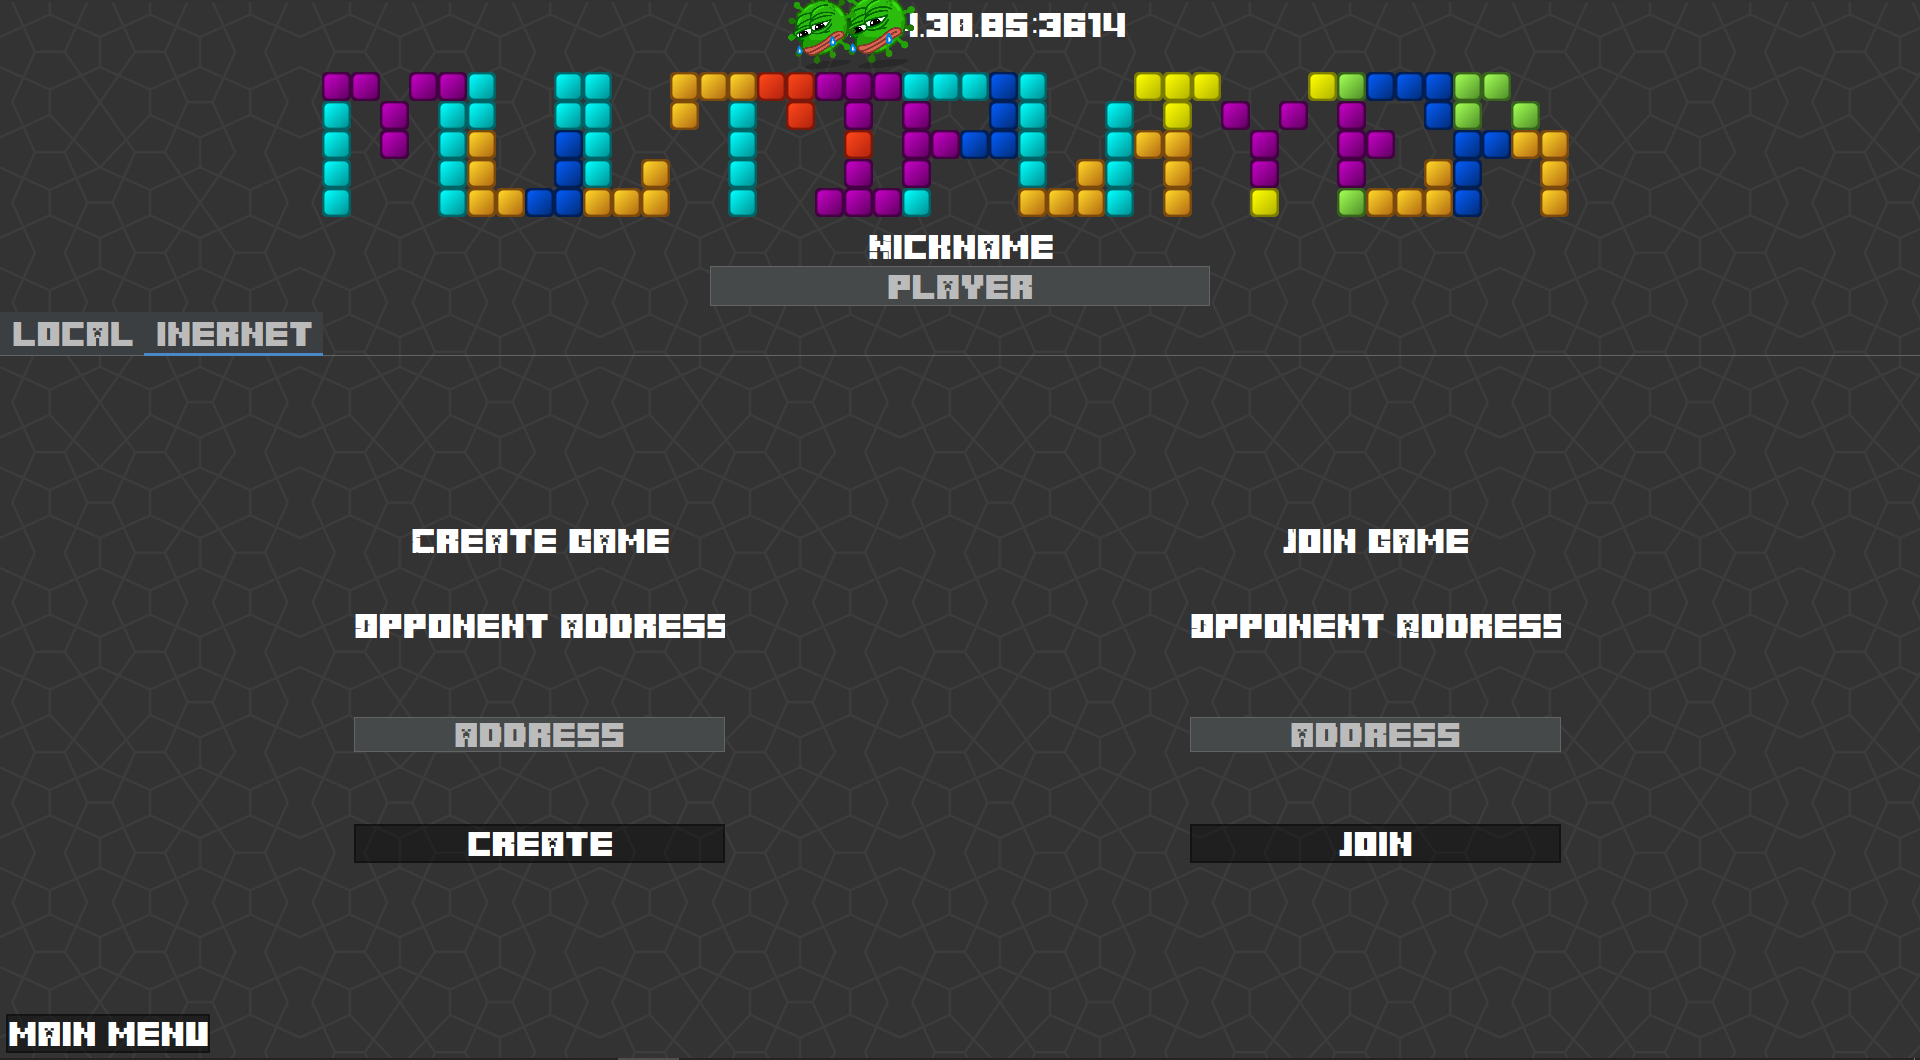 .30.85:3614
MULTIPLAYER
NICKNAME
PLAYER
LOCAL INERNET
CREATE GAME JOIN GAME
OPPONENT ADDRESS OPPONENT ADDRESS
ADDRESS ADDRESS
CREATE JOIN
MAIN MENU